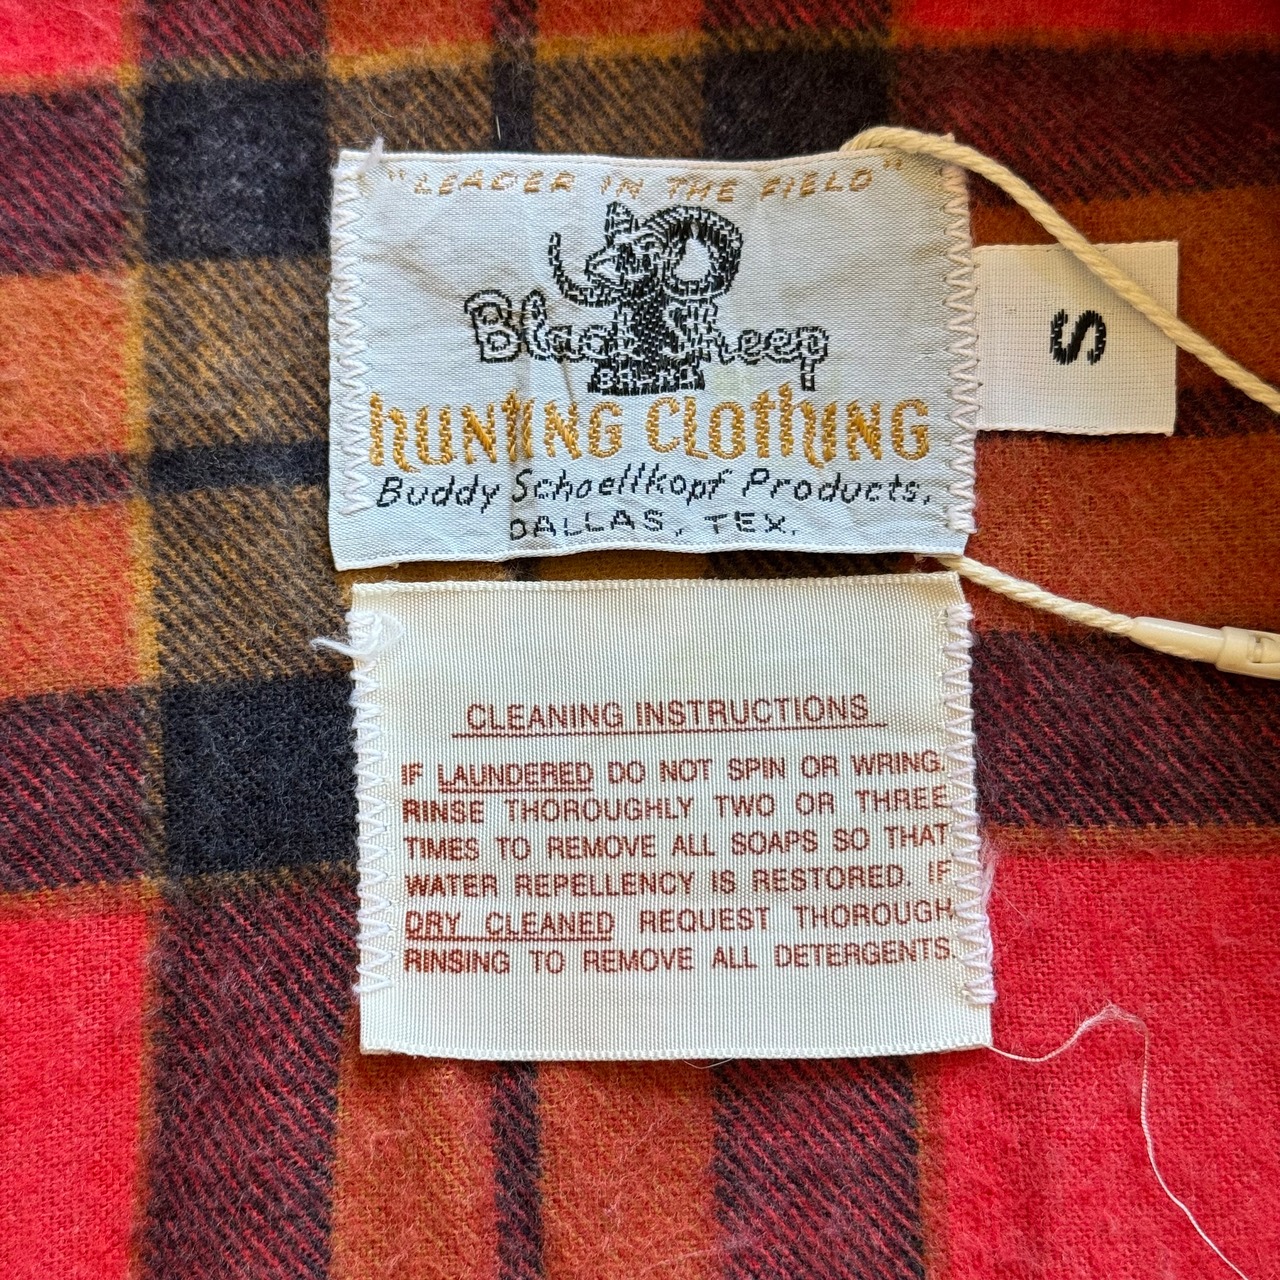 "LEADER IN THE FIELD"
Black Sheep
BRAND
HUNTING CLOTHING
Buddy Schoellkopf Products,
DALLAS, TEX.
S
CLEANING INSTRUCTIONS
IF LAUNDERED DO NOT SPIN OR WRING.
RINSE THOROUGHLY TWO OR THREE
TIMES TO REMOVE ALL SOAPS SO THAT
WATER REPELLENCY IS RESTORED. IF
DRY CLEANED REQUEST THOROUGH
RINSING TO REMOVE ALL DETERGENTS.